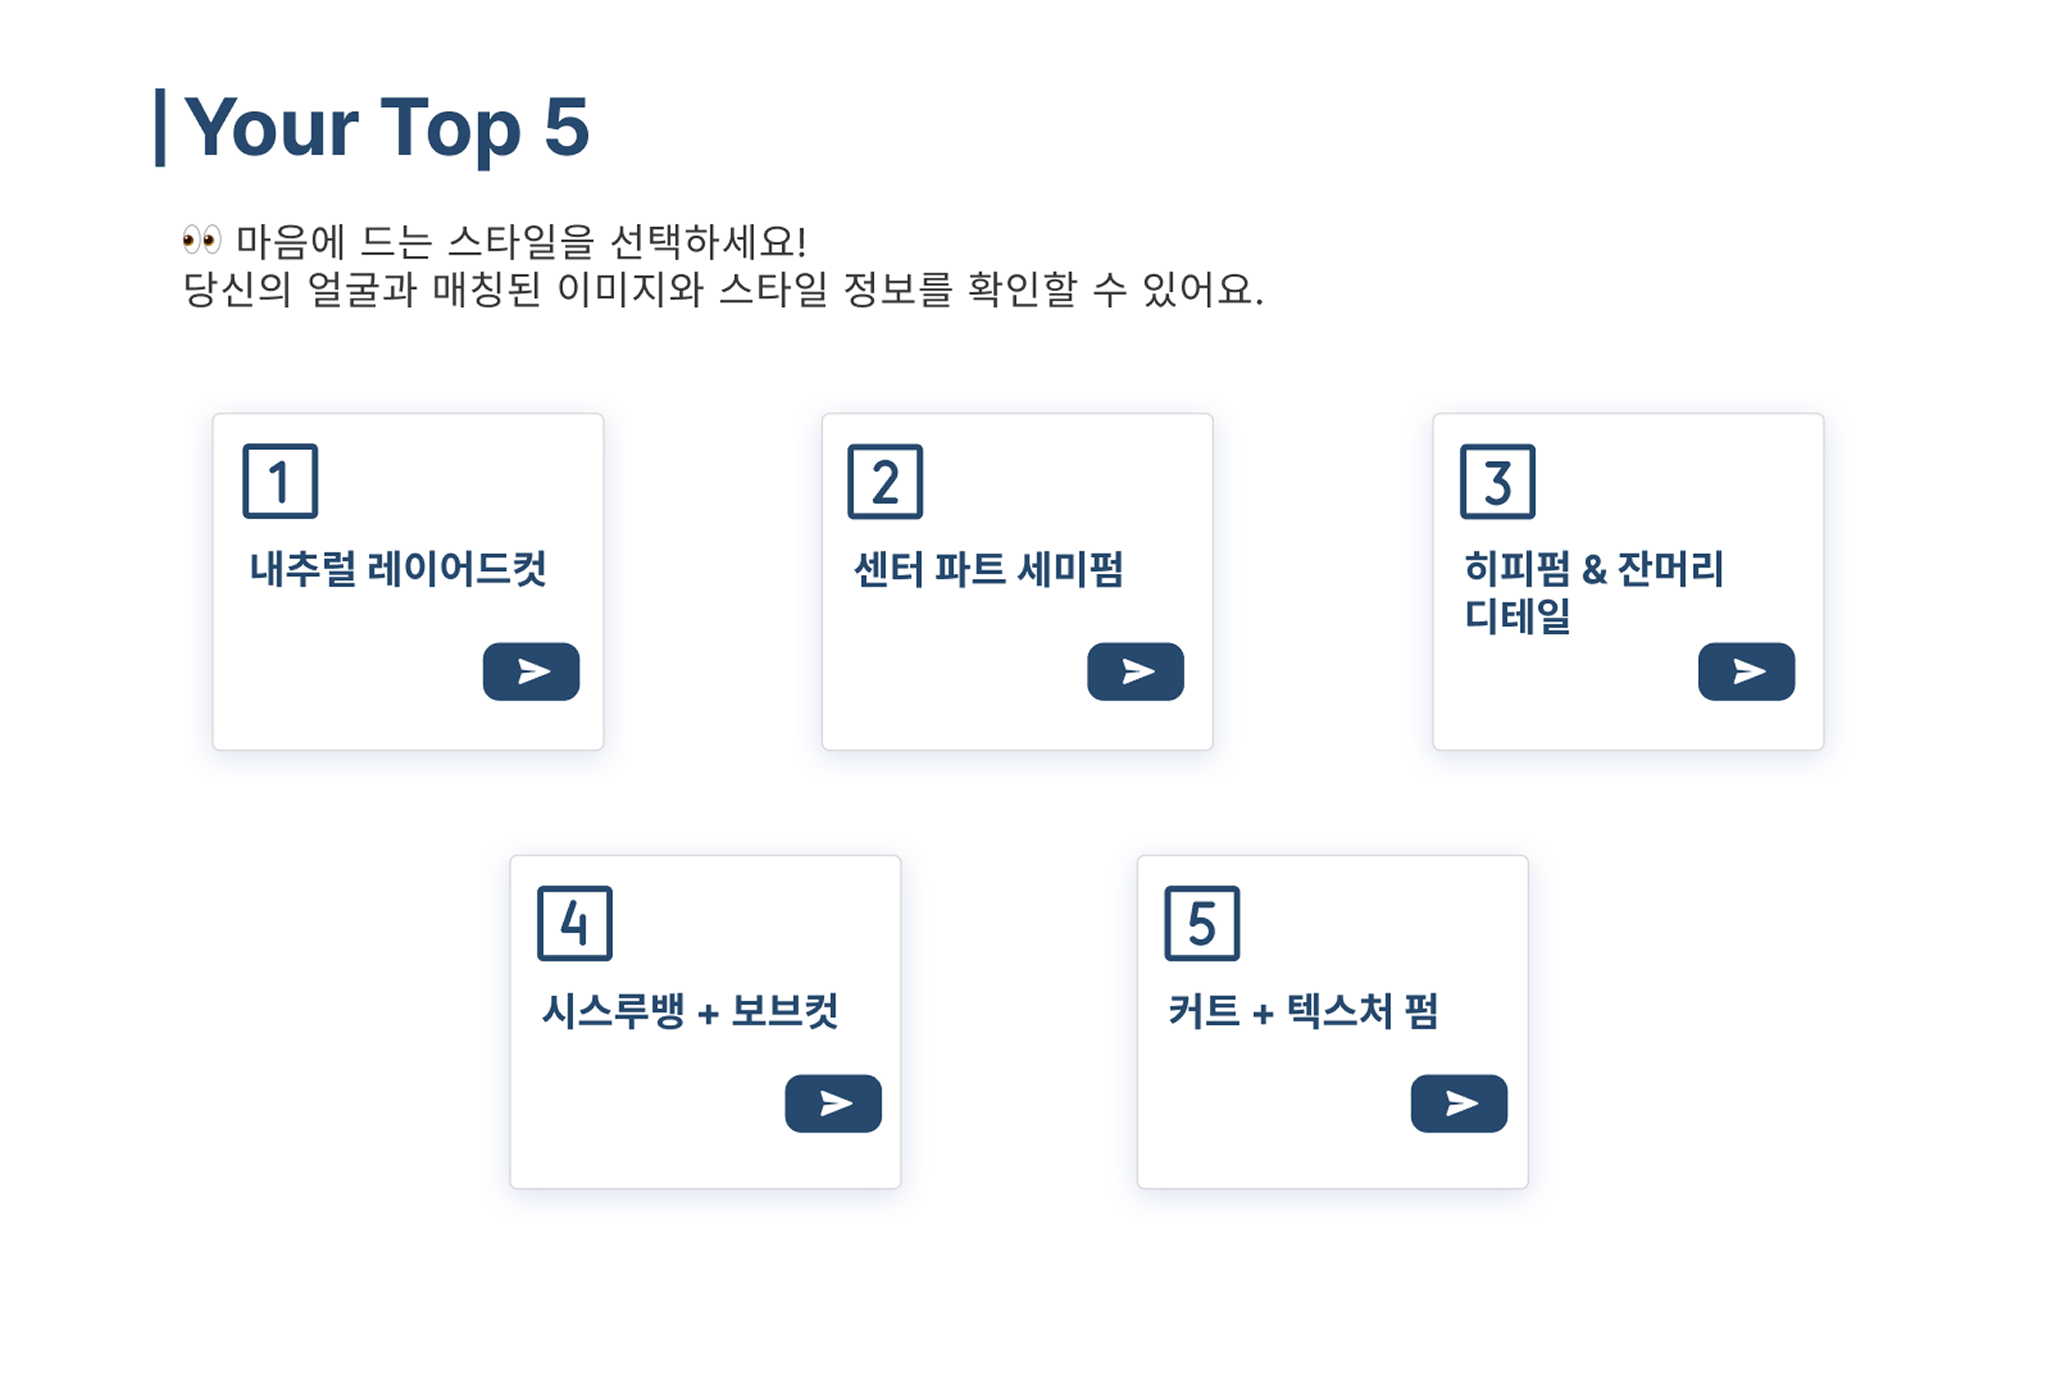 Your Top 5
👀 마음에 드는 스타일을 선택하세요!
당신의 얼굴과 매칭된 이미지와 스타일 정보를 확인할 수 있어요.
1
내추럴 레이어드컷
2
센터 파트 세미펌
3
히피펌 & 잔머리
디테일
4
시스루뱅 + 보브컷
5
커트 + 텍스처 펌